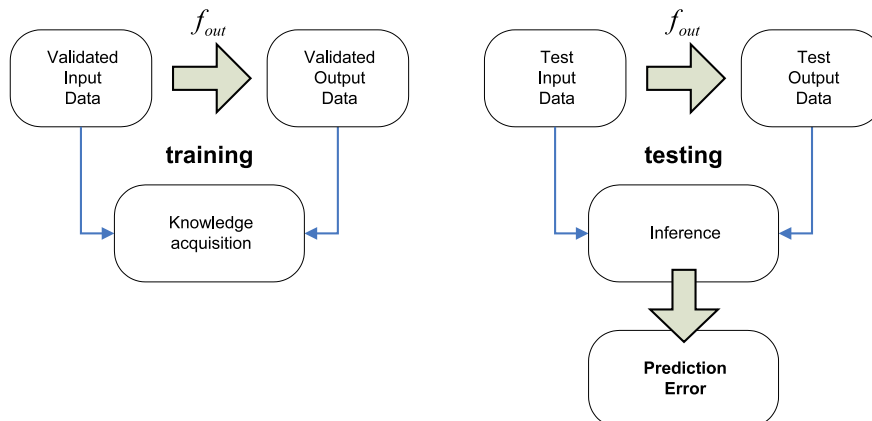 f_out
Validated
Input
Data
Validated
Output
Data
training
Knowledge
acquisition
f_out
Test
Input
Data
Test
Output
Data
testing
Inference
Prediction
Error